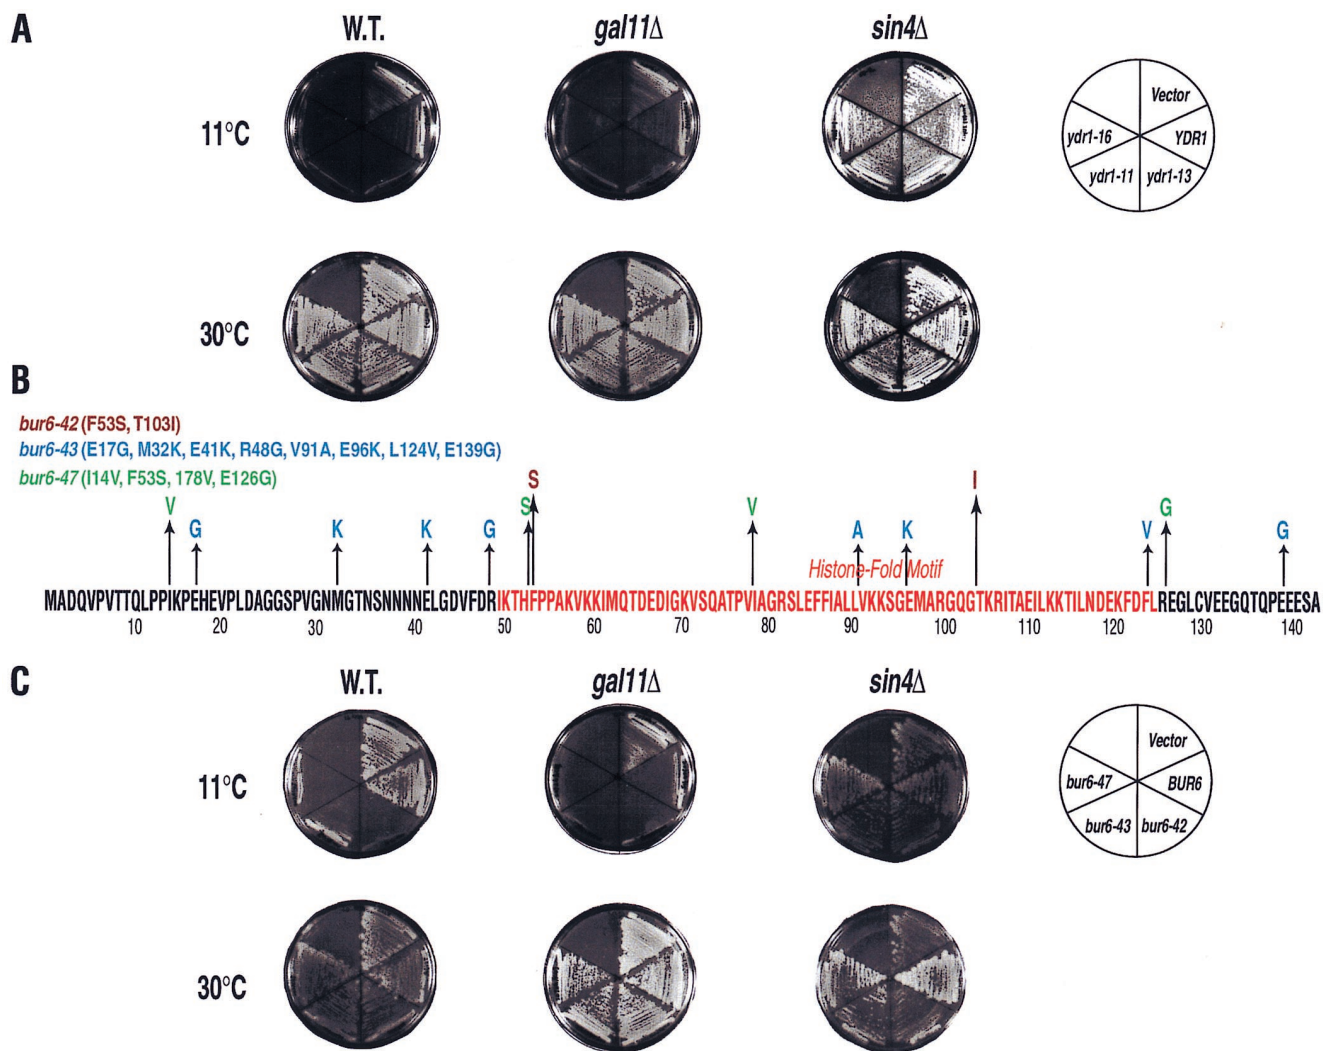 A
W.T.
gal11Δ
sin4Δ
11°C
Vector
ydr1-16
YDR1
ydr1-11
ydr1-13
30°C
B
bur6-42 (F53S, T103I)
bur6-43 (E17G, M32K, E41K, R48G, V91A, E96K, L124V, E139G)
bur6-47 (I14V, F53S, 178V, E126G)
S
I
V
S
V
G
G
K
K
G
A
K
V
G
Histone-Fold Motif
MADQVPVTTQLPPIKPEHEVPLDAGGSPVGNMGTNSNNNNELGDVFDRIKTHFPPAKVKKIMQTDEDIGKVSQATPVIAGRSLEFFIALLVKKSGEMARGQGTKRITAEILKKTILNDEKFDFLREGLCVEEGQTQPEEESA
10 20 30 40 50 60 70 80 90 100 110 120 130 140
C
W.T.
gal11Δ
sin4Δ
11°C
Vector
bur6-47
BUR6
bur6-43
bur6-42
30°C